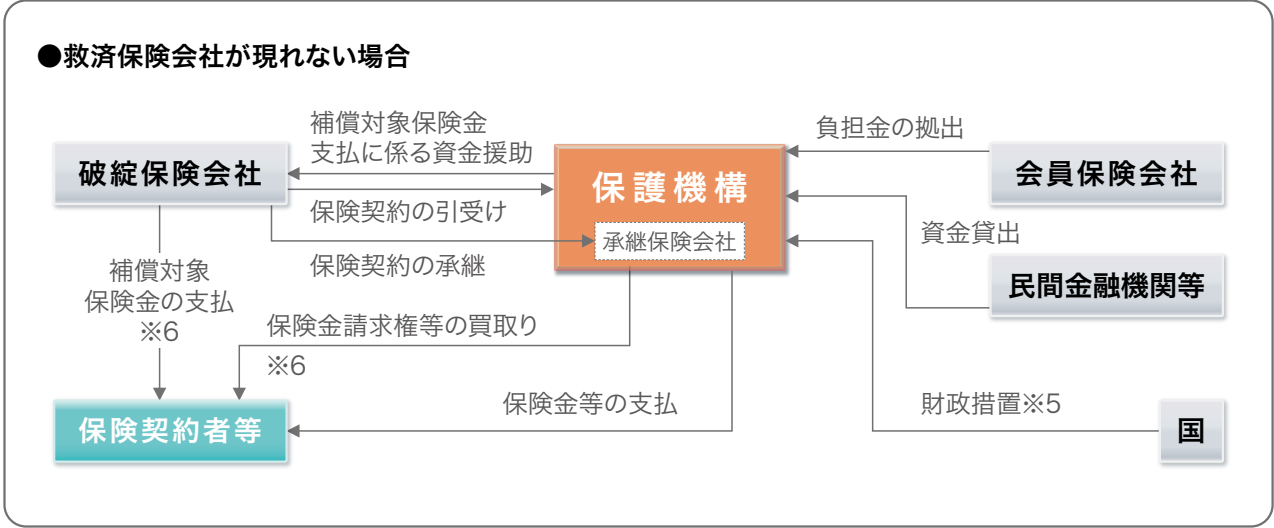 ●救済保険会社が現れない場合
補償対象保険金
支払に係る資金援助
負担金の拠出
破綻保険会社
保護機構
会員保険会社
保険契約の引受け
承継保険会社
資金貸出
保険契約の承継
補償対象
保険金の支払
※6
民間金融機関等
保険金請求権等の買取り
※6
保険金等の支払
財政措置※5
保険契約者等
国